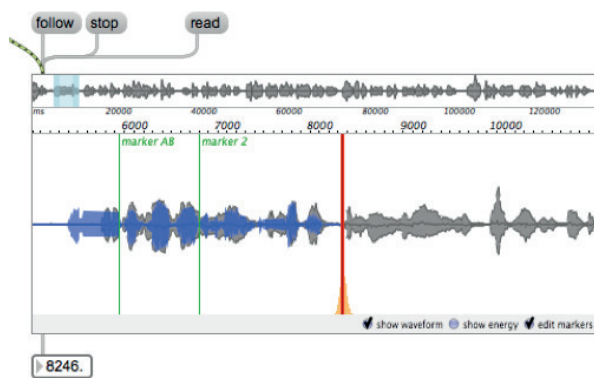 follow stop read
ms 20000 40000 60000 80000 100000 120000
6000 7000 8000 9000 10000
marker AB marker 2
show waveform show energy edit markers
8246.